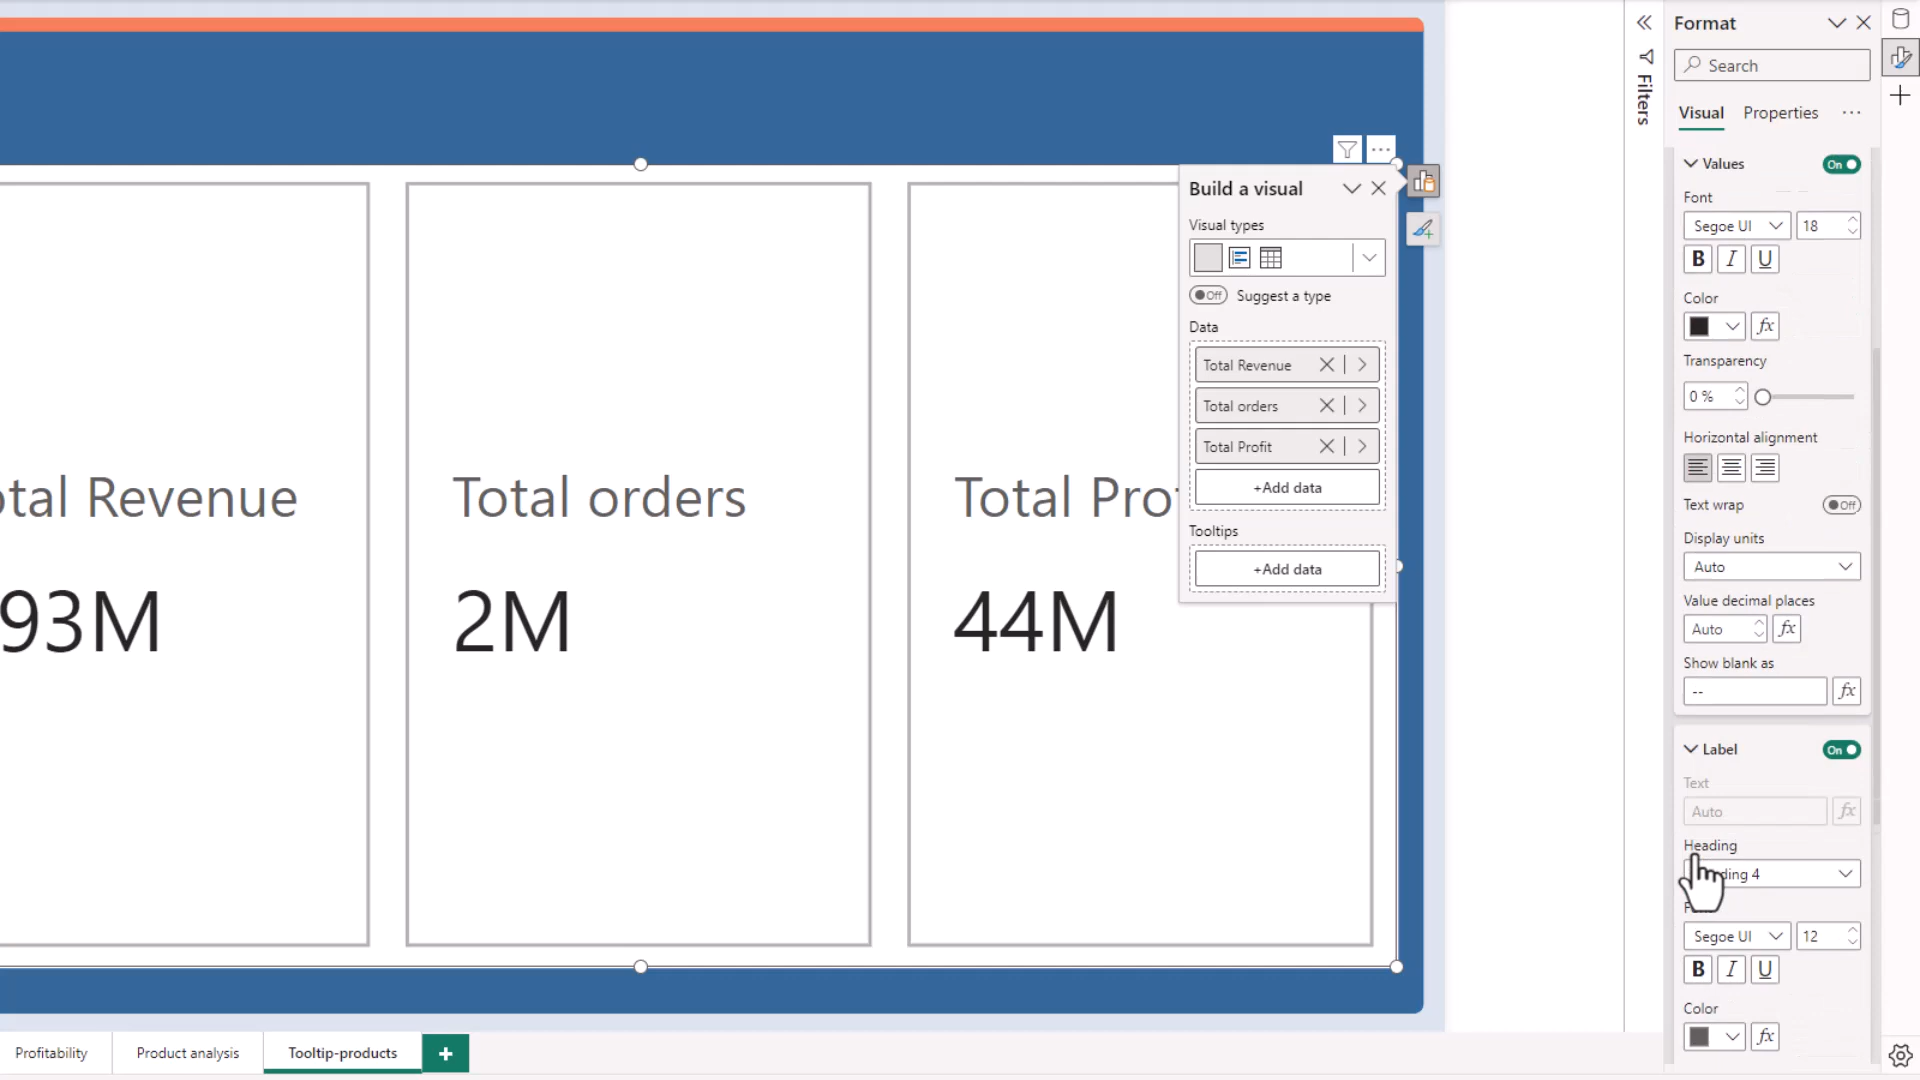 Format
Search
Filters
Visual Properties
Values On
Font
Segoe UI 18
B I U
Color
fx
Transparency
0 %
Horizontal alignment
Text wrap Off
Display units
Auto
Value decimal places
Auto fx
Show blank as
-- fx
Label On
Text
Auto fx
Heading
ding 4
Segoe UI 12
B I U
Color
fx
Build a visual
Visual types
Off Suggest a type
Data
Total Revenue
Total orders
Total Profit
+Add data
Tooltips
+Add data
otal Revenue
93M
Total orders
2M
Total Pro
44M
Profitability Product analysis Tooltip-products +